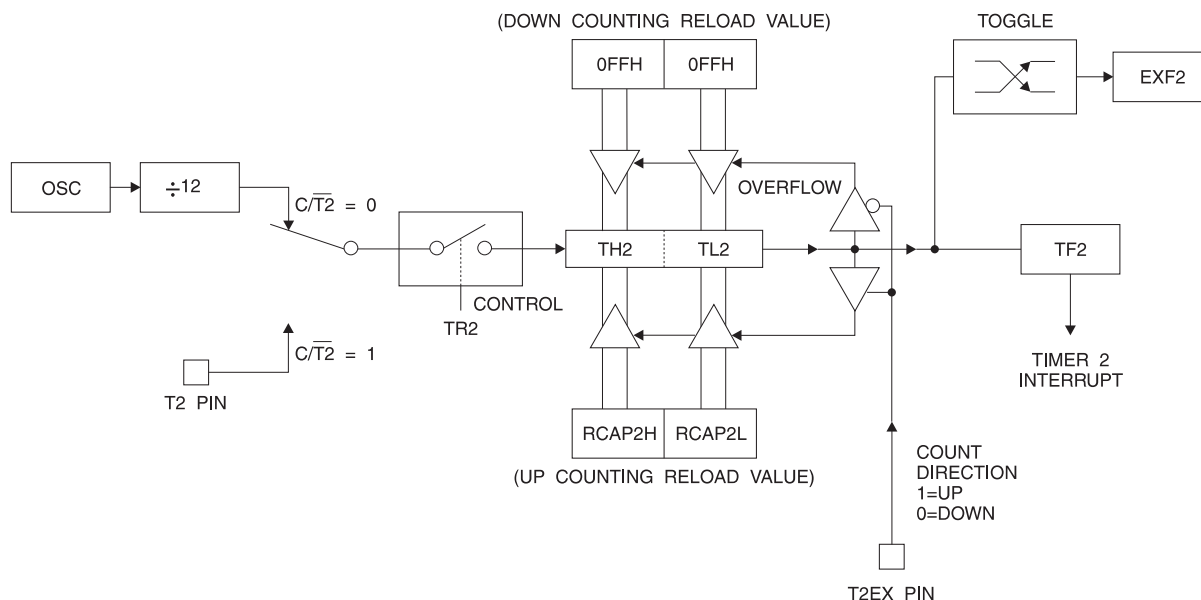 (DOWN COUNTING RELOAD VALUE)
TOGGLE
0FFH
0FFH
EXF2
OSC
÷12
C/T2̅ = 0
OVERFLOW
TH2
TL2
TF2
CONTROL
TR2
C/T2̅ = 1
T2 PIN
TIMER 2
INTERRUPT
RCAP2H
RCAP2L
(UP COUNTING RELOAD VALUE)
COUNT
DIRECTION
1=UP
0=DOWN
T2EX PIN